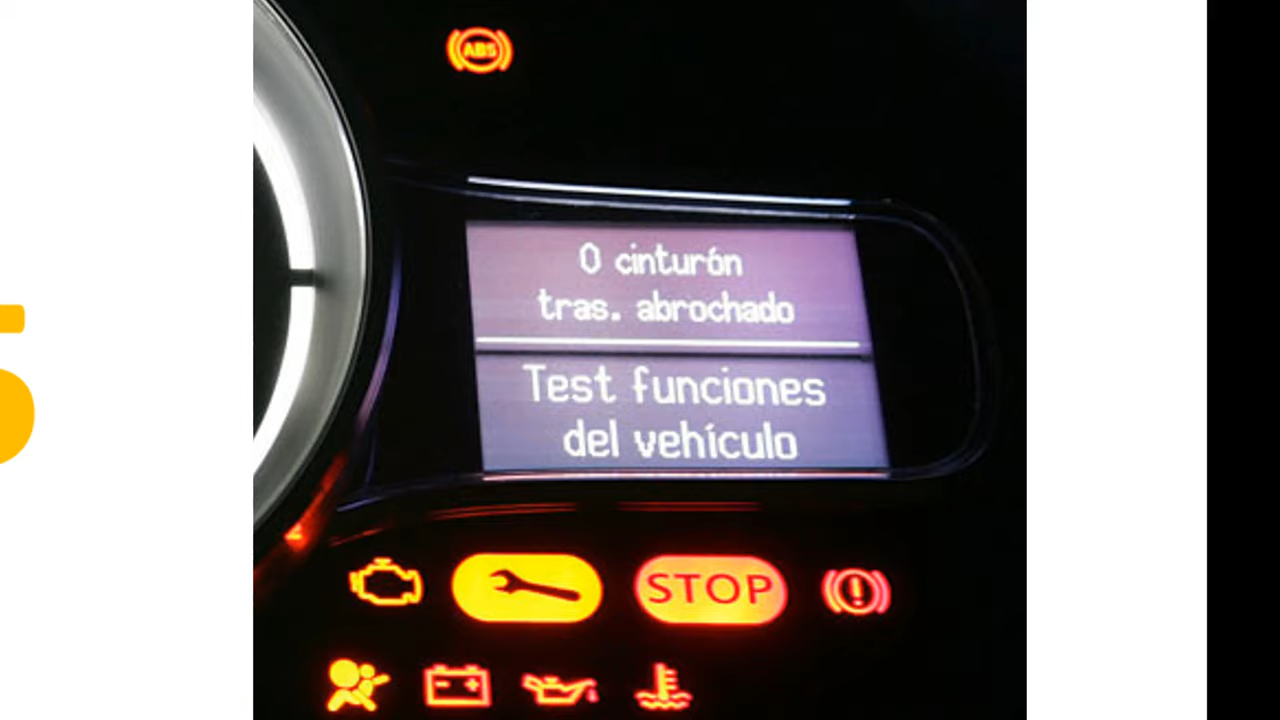 ABS
0 cinturón
tras. abrochado
Test funciones
del vehículo
STOP